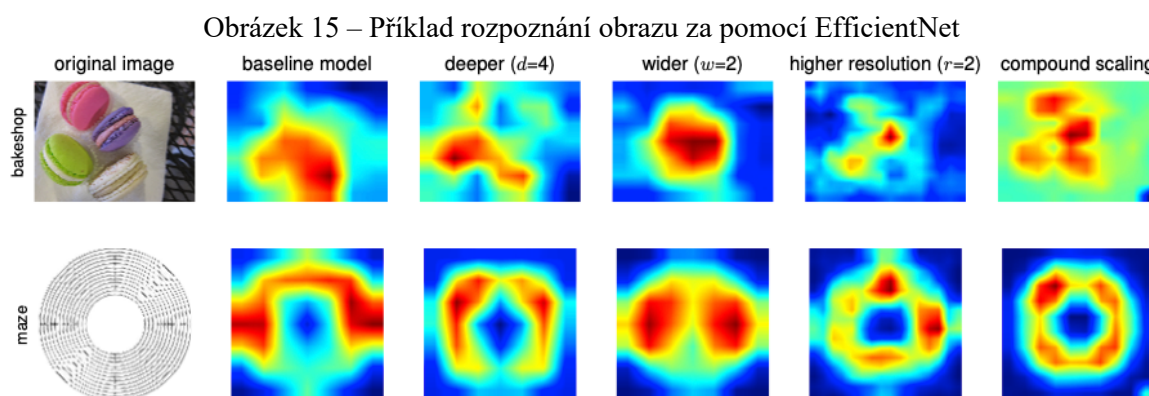 Obrázek 15 – Příklad rozpoznání obrazu za pomocí EfficientNet
original image baseline model deeper (d=4) wider (w=2) higher resolution (r=2) compound scaling
bakeshop
maze